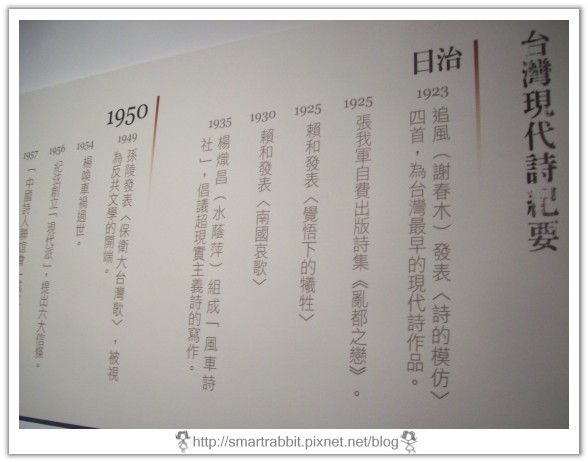 台灣現代詩紀要
日治
1923
追風（謝春木）發表〈詩的模仿〉
四首，為台灣最早的現代詩作品。
1925
張我軍自費出版詩集《亂都之戀》。
1925
賴和發表〈覺悟下的犧牲〉
1930
賴和發表〈南國哀歌〉
1935
楊熾昌（水蔭萍）組成「風車詩
社」，倡議超現實主義詩的寫作。
1950
1949
孫陵發表〈保衛大台灣歌〉，被視
為反共文學的開端。
1954
楊喚車禍過世。
1956
紀弦創立「現代派」，提出六大信條。
1957
「中國詩人聯誼會」
http://smartrabbit.pixnet.net/blog